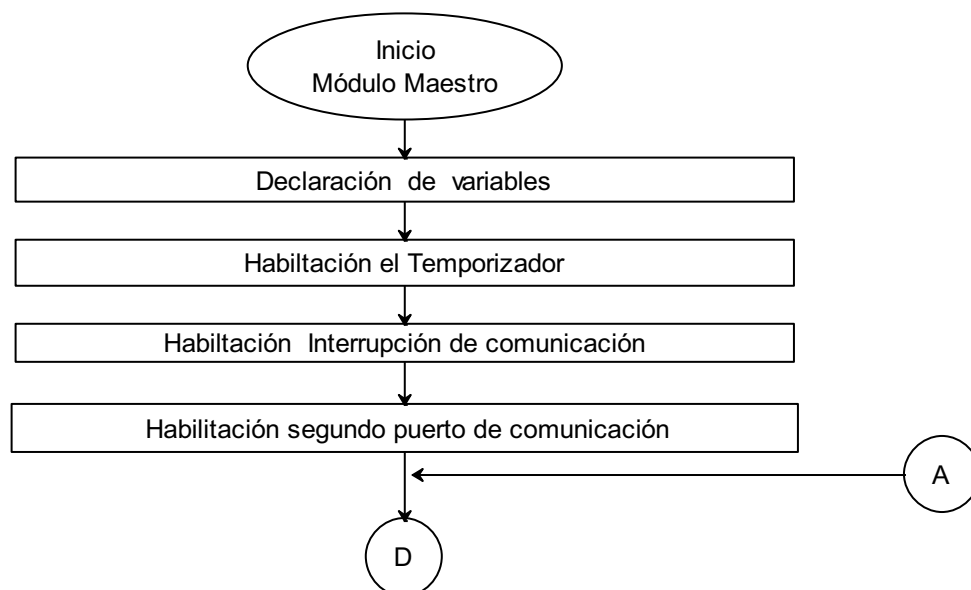 Inicio
Módulo Maestro
Declaración de variables
Habiltación el Temporizador
Habiltación Interrupción de comunicación
Habilitación segundo puerto de comunicación
A
D